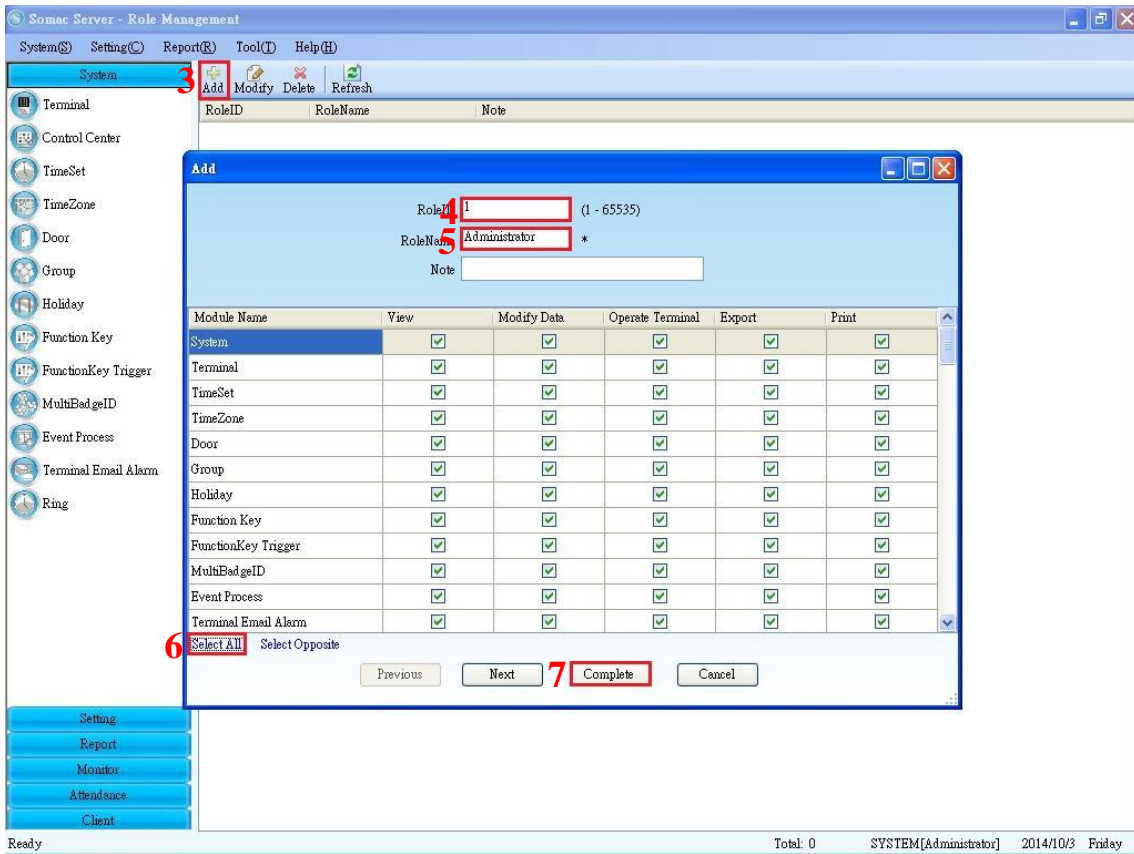 Somac Server - Role Management
System(S) Setting(C) Report(R) Tool(T) Help(H)
System
3
Add Modify Delete Refresh
RoleID RoleName Note
Terminal
Control Center
TimeSet
TimeZone
Door
Group
Holiday
Function Key
FunctionKey Trigger
MultiBadgeID
Event Process
Terminal Email Alarm
Ring
Add
RoleID 4 1 (1 - 65535)
RoleName 5 Administrator *
Note
Module Name View Modify Data Operate Terminal Export Print
System
Terminal
TimeSet
TimeZone
Door
Group
Holiday
Function Key
FunctionKey Trigger
MultiBadgeID
Event Process
Terminal Email Alarm
6 Select All Select Opposite
Previous Next 7 Complete Cancel
Setting
Report
Monitor
Attendance
Client
Ready Total: 0 SYSTEM[Administrator] 2014/10/3 Friday